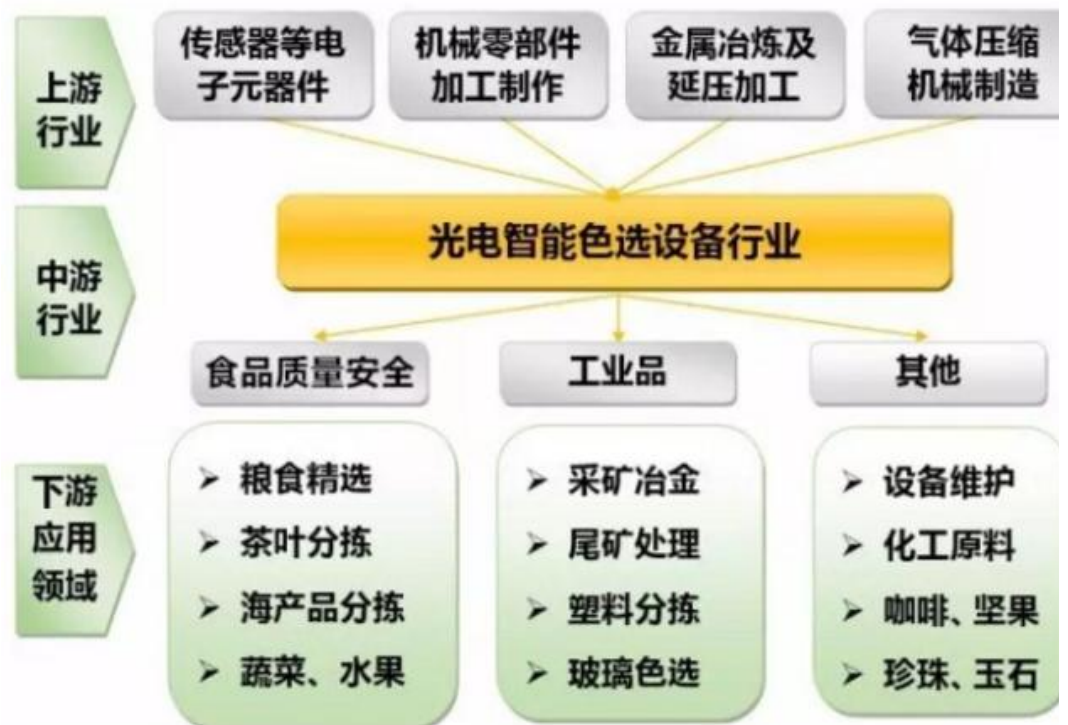 上游
行业
传感器等电
子元器件
机械零部件
加工制作
金属冶炼及
延压加工
气体压缩
机械制造
中游
行业
光电智能色选设备行业
食品质量安全
工业品
其他
下游
应用
领域
➢ 粮食精选
➢ 茶叶分拣
➢ 海产品分拣
➢ 蔬菜、水果
➢ 采矿冶金
➢ 尾矿处理
➢ 塑料分拣
➢ 玻璃色选
➢ 设备维护
➢ 化工原料
➢ 咖啡、坚果
➢ 珍珠、玉石